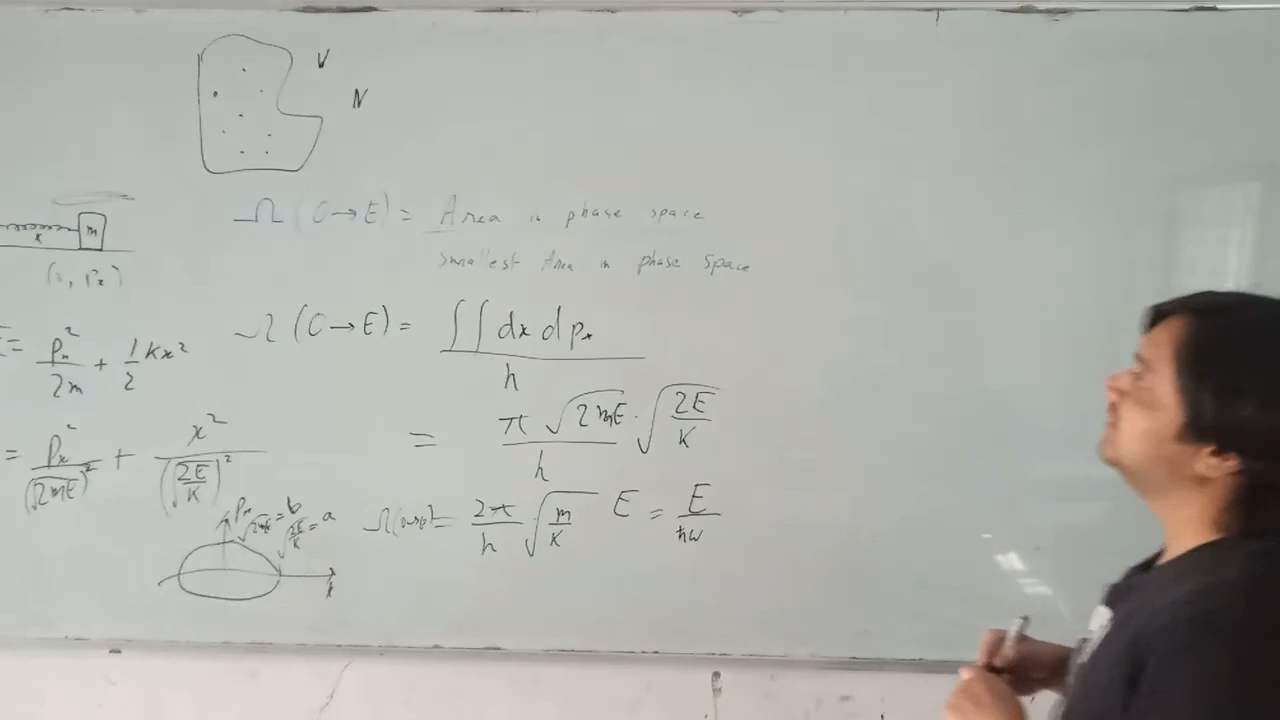 V
N
Ω (0→E) = Area in phase space
smallest Area in phase space
m
K
(x, Px)
Ω (0→E) = ∫∫ dx dpx / h
E = px²/2m + 1/2 Kx²
= π √2mE · √(2E/K) / h
= px²/(√2mE)² + x²/(√(2E/K))²
Px
√2mE = b
√(2E/K) = a
x
Ω(0→E) = 2π/h √(m/K) E = E/ħω